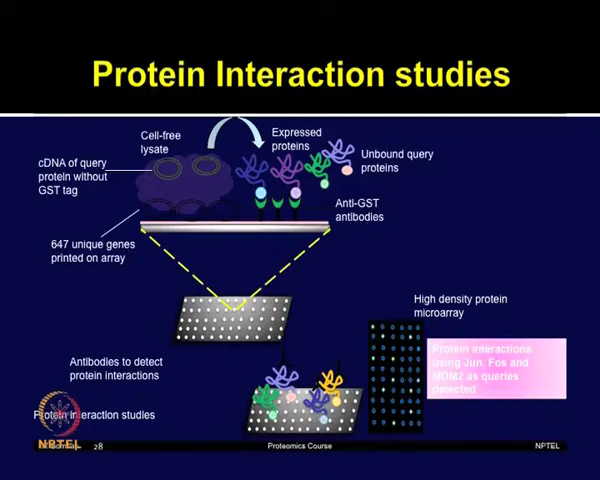 Protein Interaction studies
Cell-free
lysate
Expressed
proteins
cDNA of query
protein without
GST tag
Unbound query
proteins
Anti-GST
antibodies
647 unique genes
printed on array
High density protein
microarray
Protein interactions
using Jun, Fos and
MDM2 as queries
detected
Antibodies to detect
protein interactions
Protein interaction studies
NPTEL
28
Proteomics Course
NPTEL